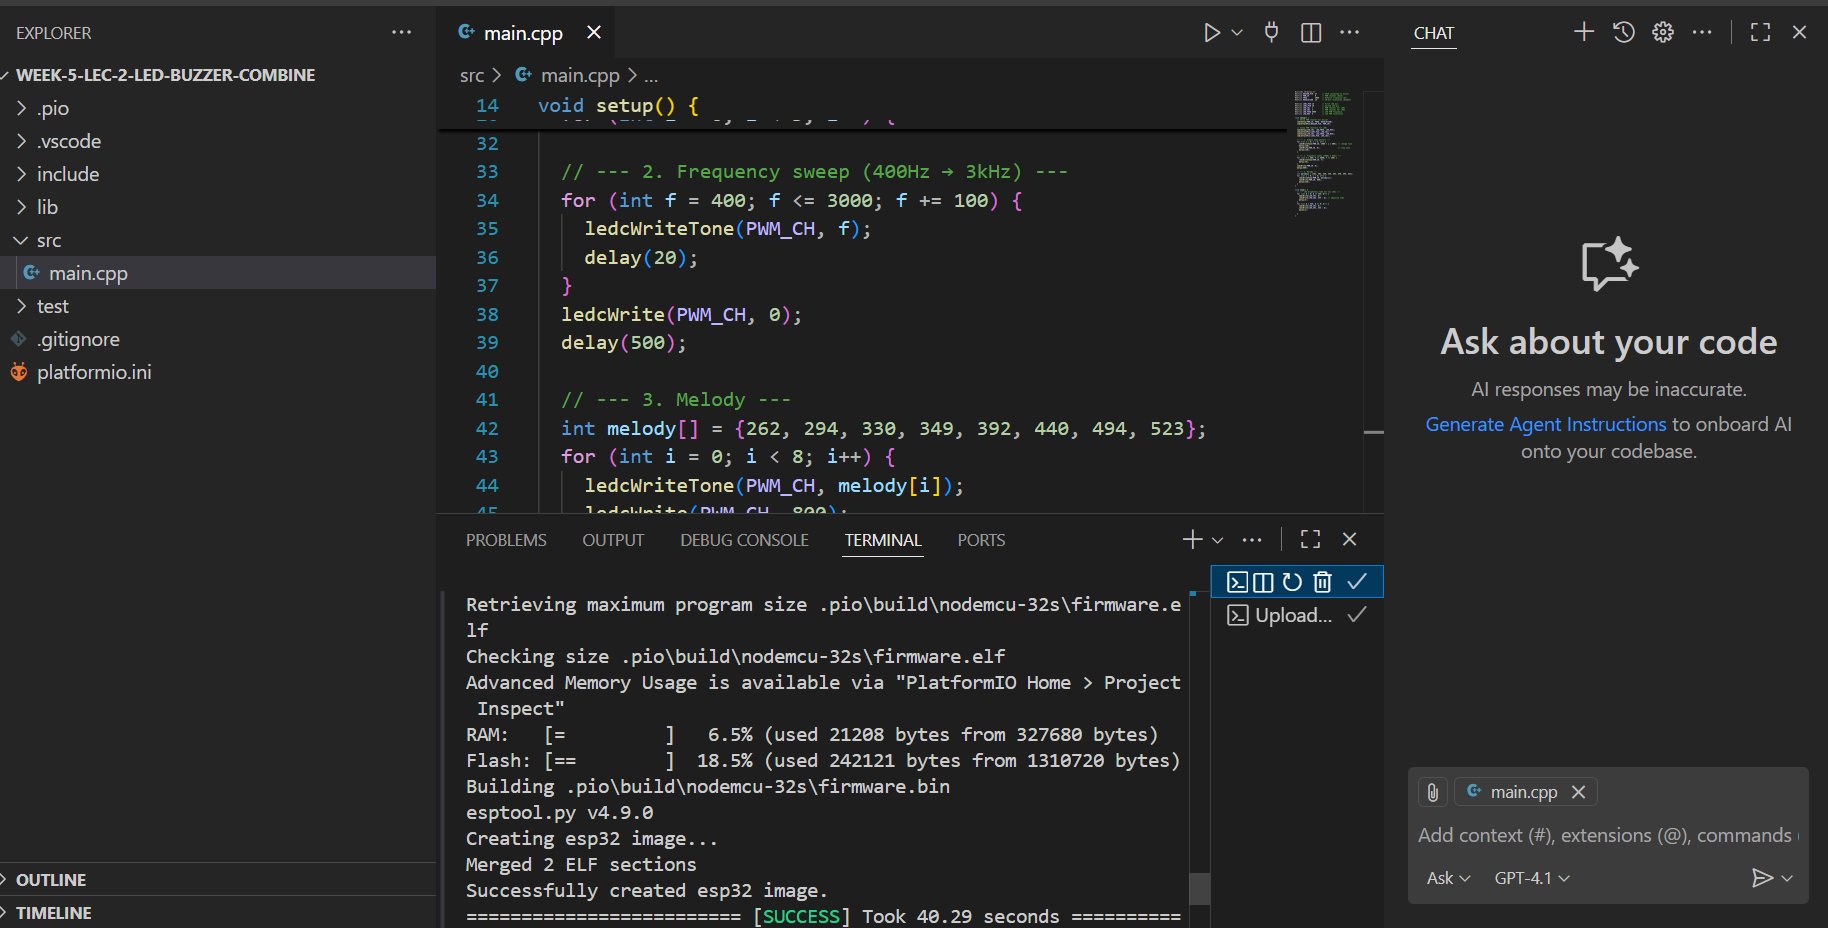 EXPLORER
WEEK-5-LEC-2-LED-BUZZER-COMBINE
.pio
.vscode
include
lib
src
main.cpp
test
.gitignore
platformio.ini
OUTLINE
TIMELINE
main.cpp
src > main.cpp > ...
14 void setup() {
32
33 // --- 2. Frequency sweep (400Hz → 3kHz) ---
34 for (int f = 400; f <= 3000; f += 100) {
35 ledcWriteTone(PWM_CH, f);
36 delay(20);
37 }
38 ledcWrite(PWM_CH, 0);
39 delay(500);
40
41 // --- 3. Melody ---
42 int melody[] = {262, 294, 330, 349, 392, 440, 494, 523};
43 for (int i = 0; i < 8; i++) {
44 ledcWriteTone(PWM_CH, melody[i]);
45 ledcWrite(PWM_CH, 800);
PROBLEMS OUTPUT DEBUG CONSOLE TERMINAL PORTS
Retrieving maximum program size .pio\build\nodemcu-32s\firmware.e
lf
Checking size .pio\build\nodemcu-32s\firmware.elf
Advanced Memory Usage is available via "PlatformIO Home > Project
Inspect"
RAM: [= ] 6.5% (used 21208 bytes from 327680 bytes)
Flash: [== ] 18.5% (used 242121 bytes from 1310720 bytes)
Building .pio\build\nodemcu-32s\firmware.bin
esptool.py v4.9.0
Creating esp32 image...
Merged 2 ELF sections
Successfully created esp32 image.
========================= [SUCCESS] Took 40.29 seconds ==========
Upload...
CHAT
Ask about your code
AI responses may be inaccurate.
Generate Agent Instructions to onboard AI
onto your codebase.
main.cpp
Add context (#), extensions (@), commands
Ask GPT-4.1